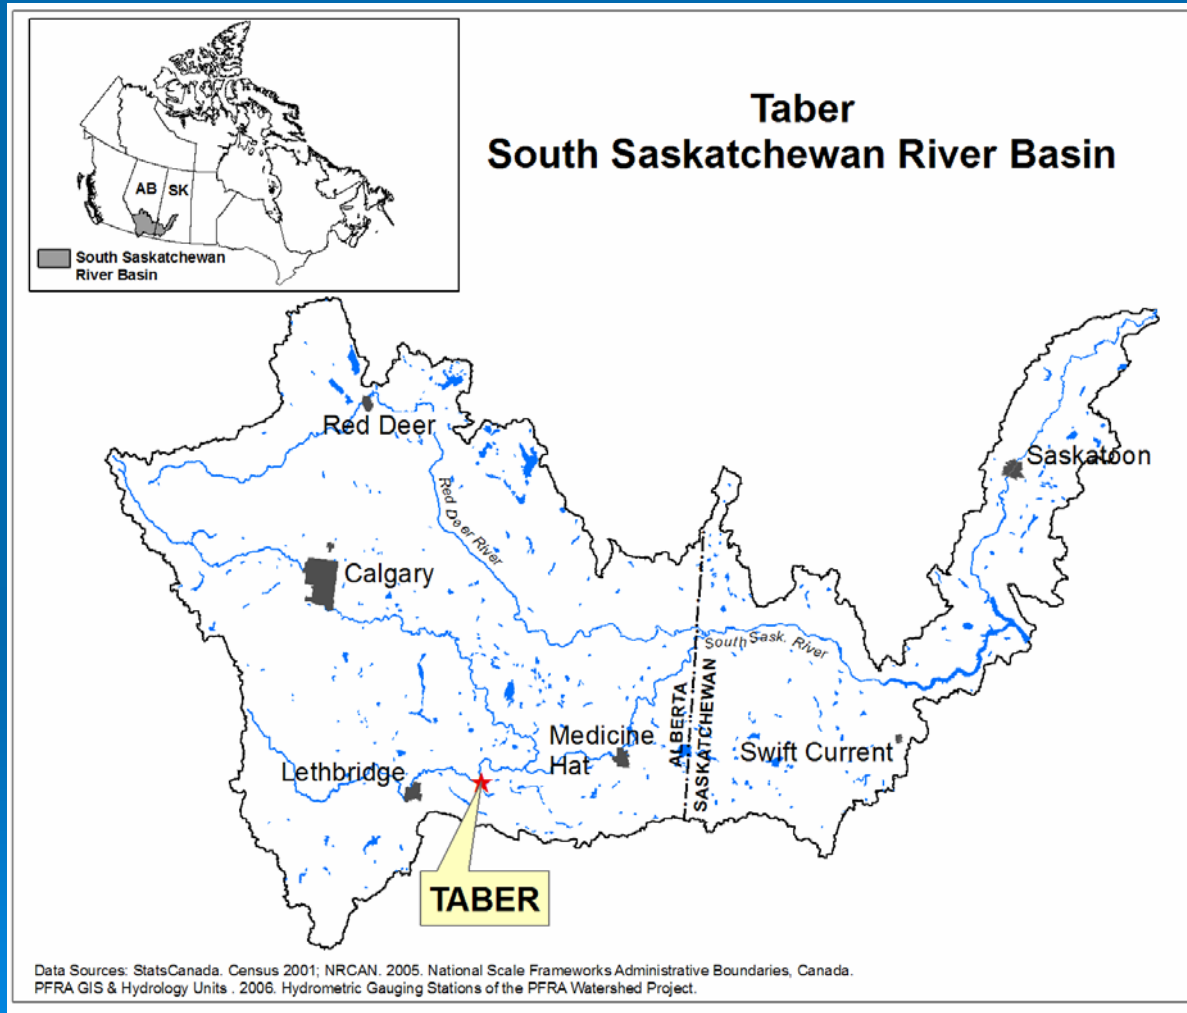 Taber
South Saskatchewan River Basin
AB
SK
South Saskatchewan
River Basin
Red Deer
Saskatoon
Red Deer River
Calgary
South Sask. River
ALBERTA
SASKATCHEWAN
Medicine
Hat
Swift Current
Lethbridge
TABER
Data Sources: StatsCanada. Census 2001; NRCAN. 2005. National Scale Frameworks Administrative Boundaries, Canada.
PFRA GIS & Hydrology Units . 2006. Hydrometric Gauging Stations of the PFRA Watershed Project.